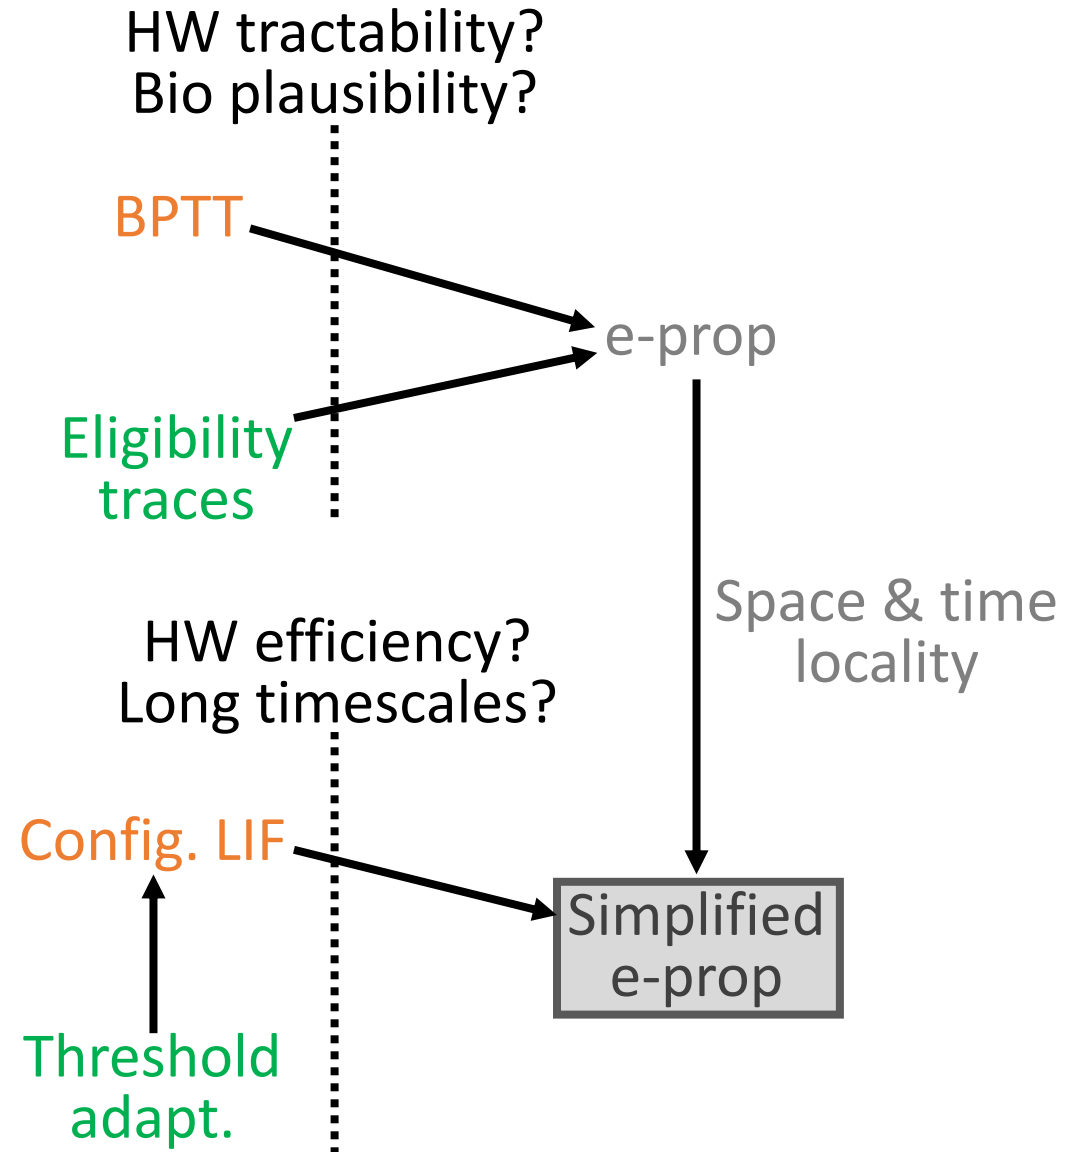 HW tractability?
Bio plausibility?
BPTT
e-prop
Eligibility
traces
Space & time
locality
HW efficiency?
Long timescales?
Config. LIF
Simplified
e-prop
Threshold
adapt.